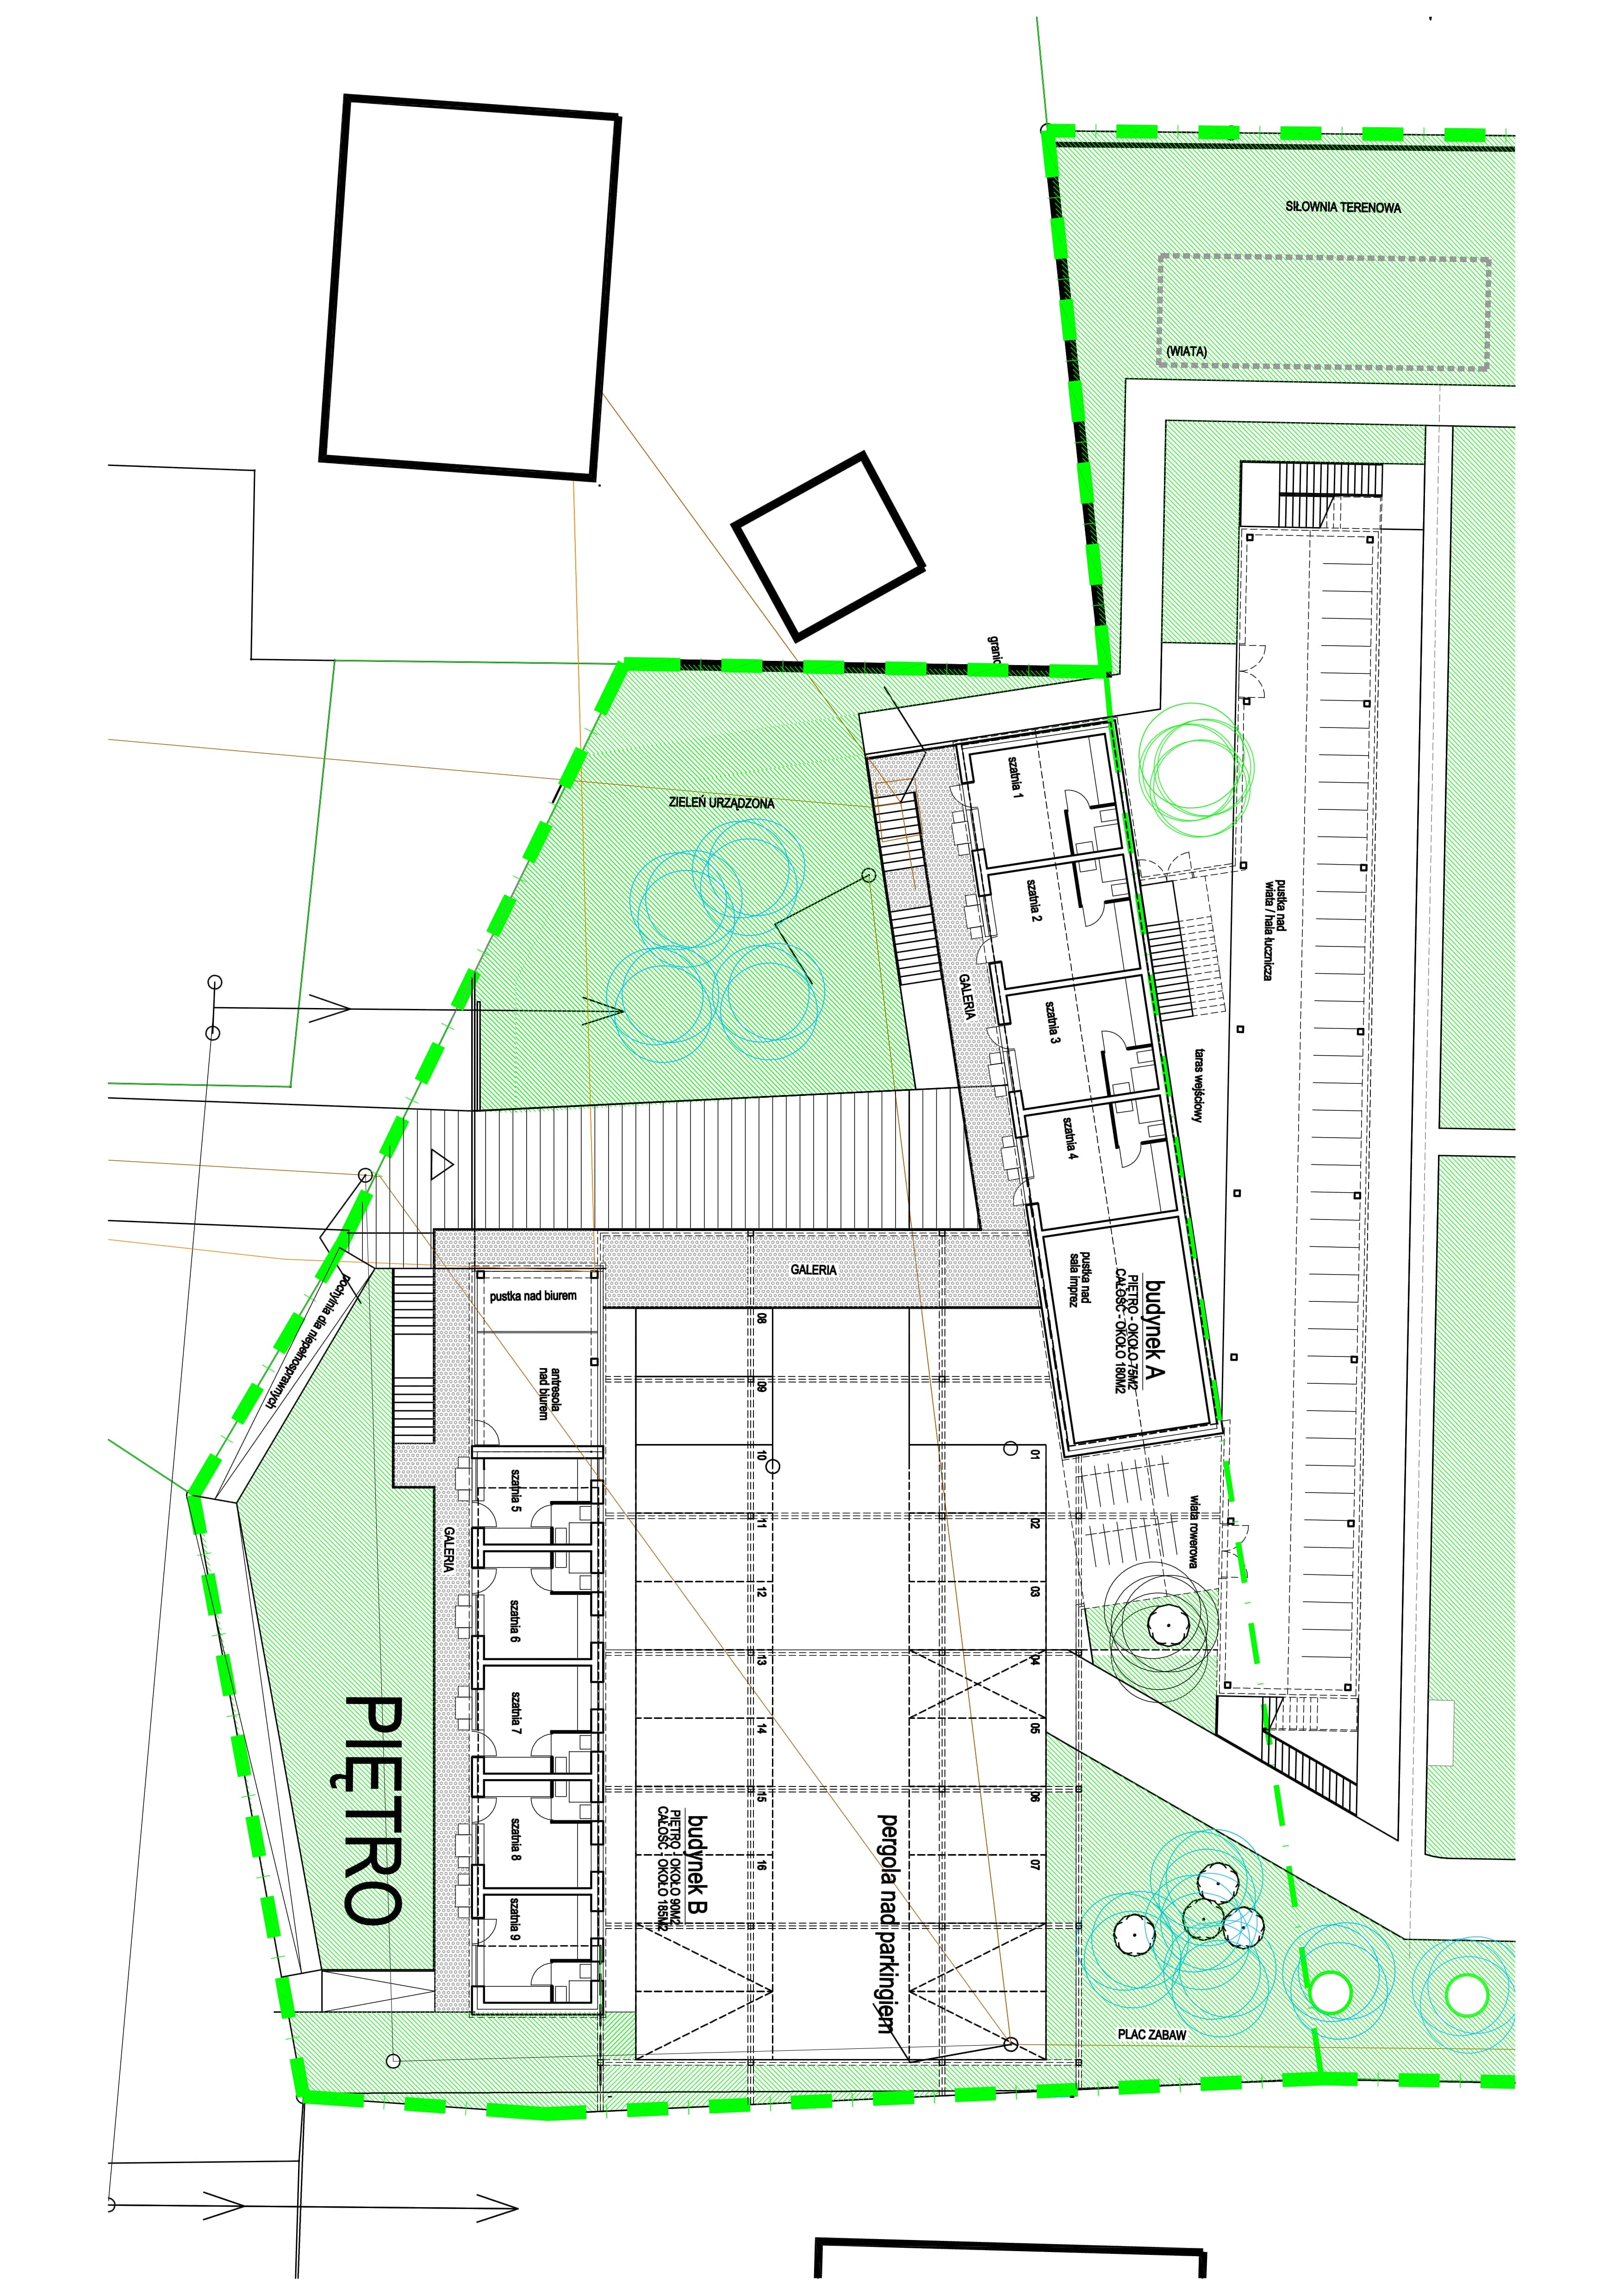 SIŁOWNIA TERENOWA
(WIATA)
pustka nad
wiata / hala łucznicza
taras wejściowy
wiata rowerowa
PLAC ZABAW
budynek A
PIĘTRO - OKOŁO 75M2
CAŁOŚĆ - OKOŁO 180M2
pustka nad
sala imprez
szatnia 1
szatnia 2
szatnia 3
szatnia 4
granic
GALERIA
01
02
03
04
05
06
07
pergola nad parkingiem
GALERIA
ZIELEŃ URZĄDZONA
08
09
10
11
12
13
14
15
16
budynek B
PIĘTRO - OKOŁO 90M2
CAŁOŚĆ - OKOŁO 185M2
pustka nad biurem
antresola
nad biurem
szatnia 5
szatnia 6
szatnia 7
szatnia 8
szatnia 9
GALERIA
PIĘTRO
pochylnia dla niepełnosprawnych